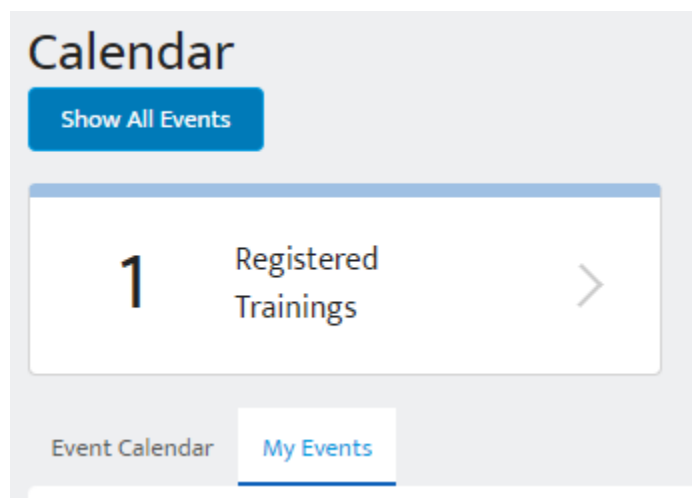 Calendar
Show All Events
1
Registered
Trainings
Event Calendar
My Events